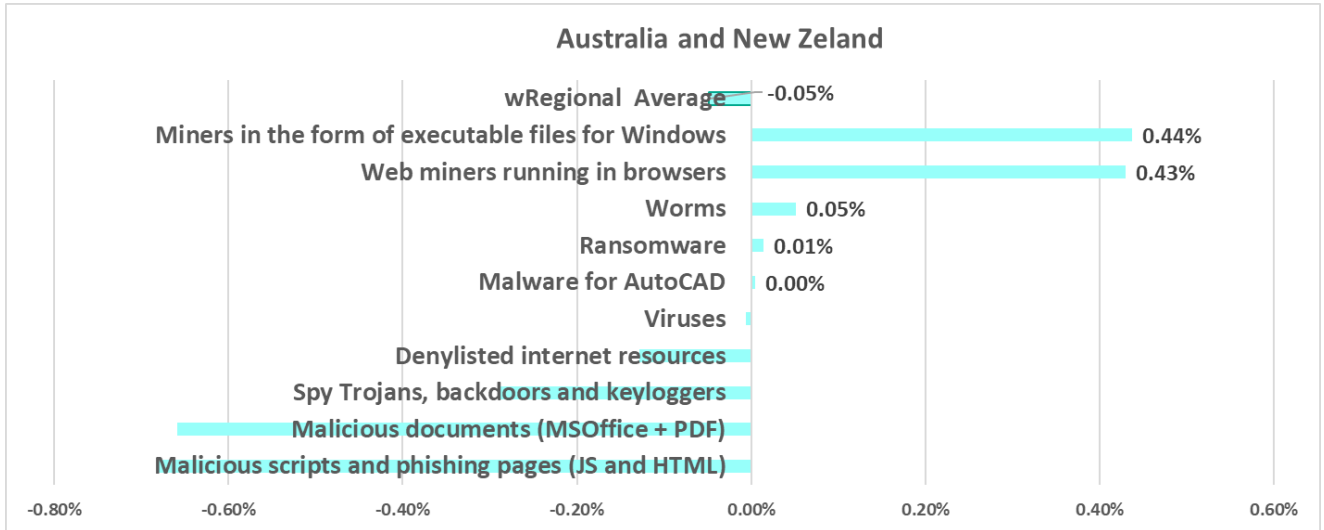 Australia and New Zeland
wRegional  Average
-0.05%
Miners in the form of executable files for Windows
0.44%
Web miners running in browsers
0.43%
Worms
0.05%
Ransomware
0.01%
Malware for AutoCAD
0.00%
Viruses
Denylisted internet resources
Spy Trojans, backdoors and keyloggers
Malicious documents (MSOffice + PDF)
Malicious scripts and phishing pages (JS and HTML)
-0.80%
-0.60%
-0.40%
-0.20%
0.00%
0.20%
0.40%
0.60%